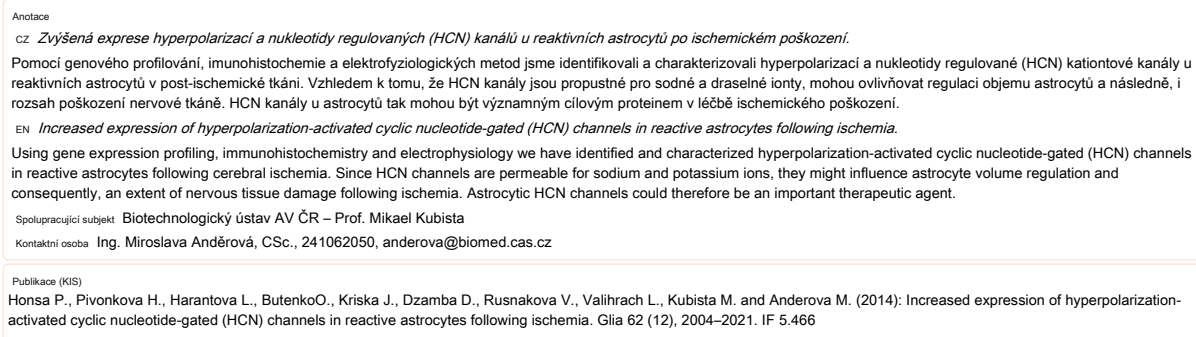 Anotace
CZ Zvýšená exprese hyperpolarizací a nukleotidy regulovaných (HCN) kanálů u reaktivních astrocytů po ischemickém poškození.
Pomocí genového profilování, imunohistochemie a elektrofyziologických metod jsme identifikovali a charakterizovali hyperpolarizací a nukleotidy regulované (HCN) kationtové kanály u
reaktivních astrocytů v post-ischemické tkáni. Vzhledem k tomu, že HCN kanály jsou propustné pro sodné a draselné ionty, mohou ovlivňovat regulaci objemu astrocytů a následně, i
rozsah poškození nervové tkáně. HCN kanály u astrocytů tak mohou být významným cílovým proteinem v léčbě ischemického poškození.
EN Increased expression of hyperpolarization-activated cyclic nucleotide-gated (HCN) channels in reactive astrocytes following ischemia.
Using gene expression profiling, immunohistochemistry and electrophysiology we have identified and characterized hyperpolarization-activated cyclic nucleotide-gated (HCN) channels
in reactive astrocytes following cerebral ischemia. Since HCN channels are permeable for sodium and potassium ions, they might influence astrocyte volume regulation and
consequently, an extent of nervous tissue damage following ischemia. Astrocytic HCN channels could therefore be an important therapeutic agent.
Spolupracující subjekt Biotechnologický ústav AV ČR – Prof. Mikael Kubista
Kontaktní osoba Ing. Miroslava Anděrová, CSc., 241062050, anderova@biomed.cas.cz
Publikace (KIS)
Honsa P., Pivonkova H., Harantova L., ButenkoO., Kriska J., Dzamba D., Rusnakova V., Valihrach L., Kubista M. and Anderova M. (2014): Increased expression of hyperpolarization-
activated cyclic nucleotide-gated (HCN) channels in reactive astrocytes following ischemia. Glia 62 (12), 2004–2021. IF 5.466